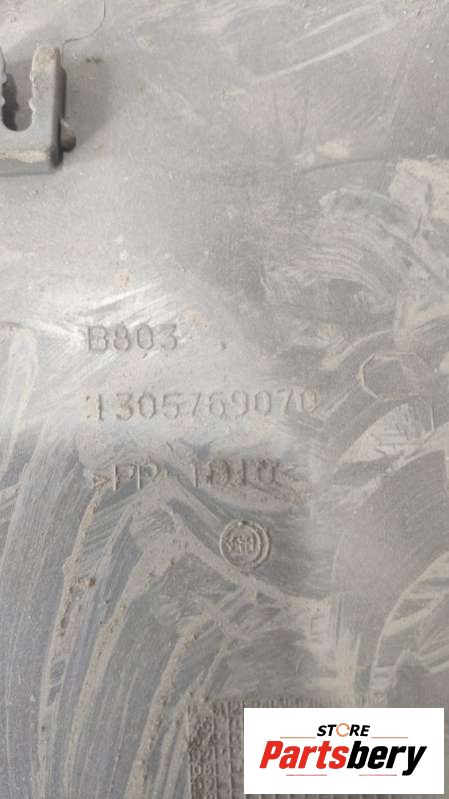 B803
1305769070
>PP-TD10<
STORE
Partsbery